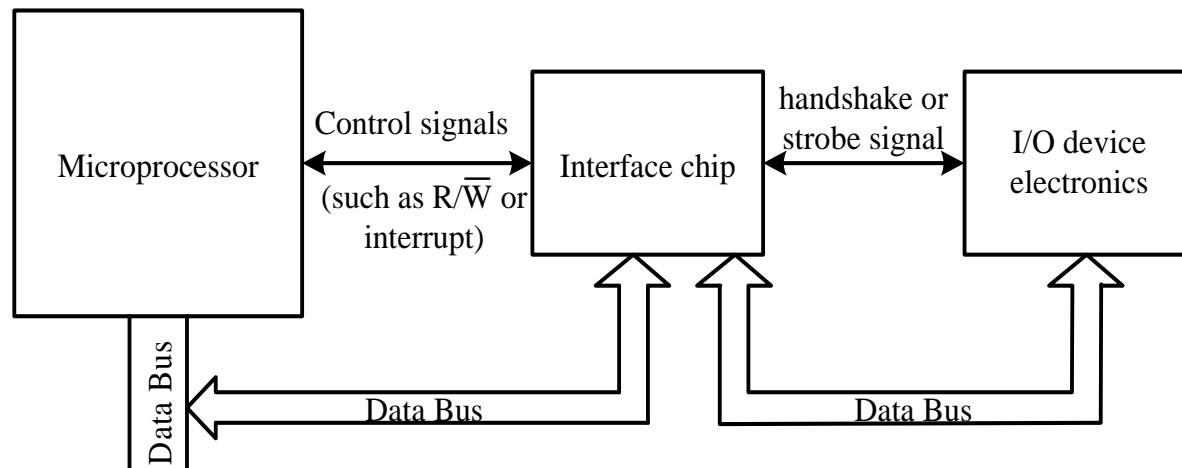 Microprocessor
Control signals
(such as R/W̅ or
interrupt)
Interface chip
handshake or
strobe signal
I/O device
electronics
Data Bus
Data Bus
Data Bus